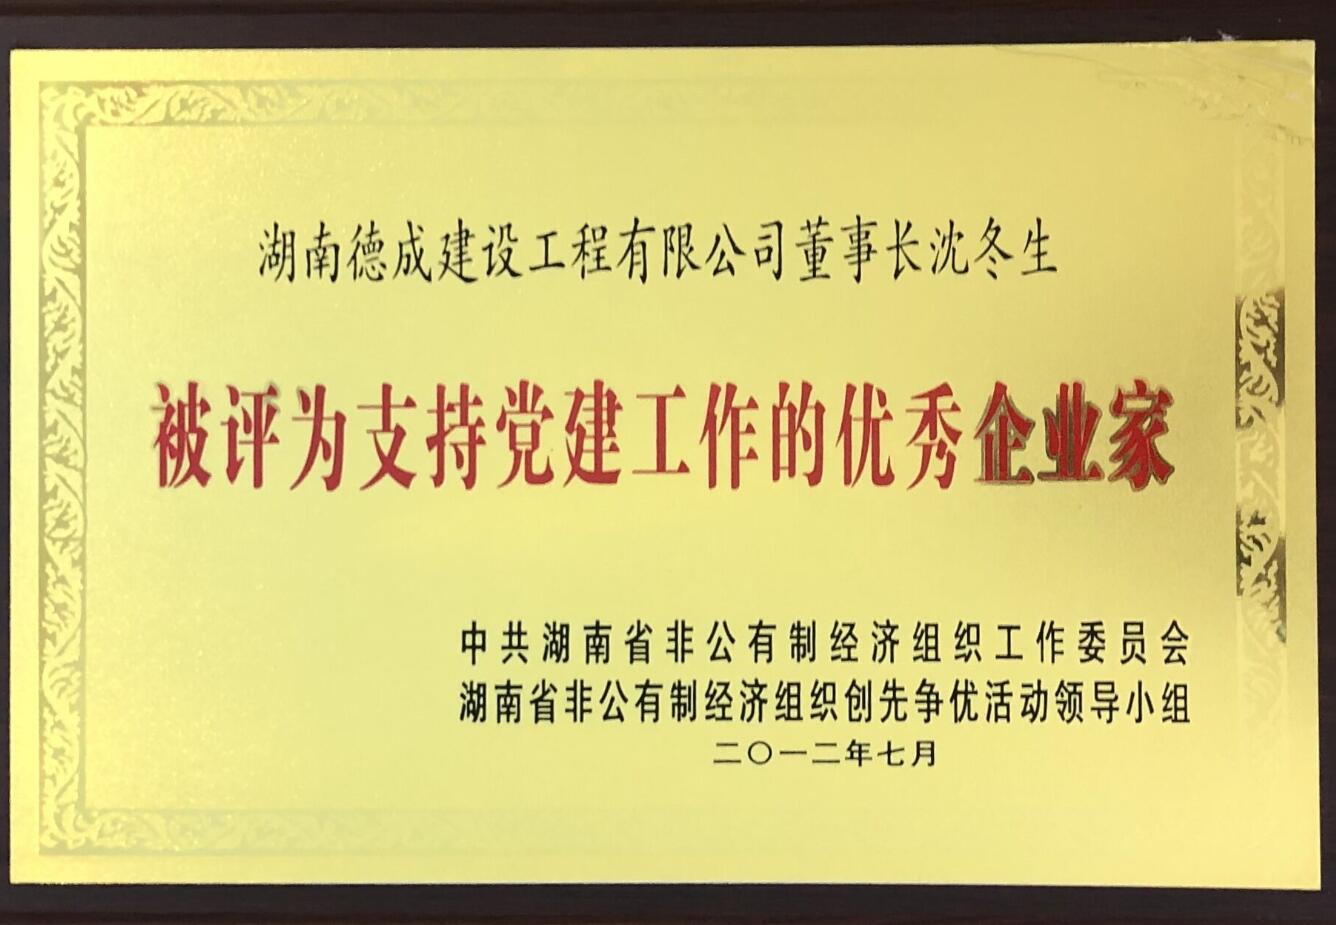 湖南德成建设工程有限公司董事长沈冬生
被评为支持党建工作的优秀企业家
中共湖南省非公有制经济组织工作委员会
湖南省非公有制经济组织创先争优活动领导小组
二〇一二年七月